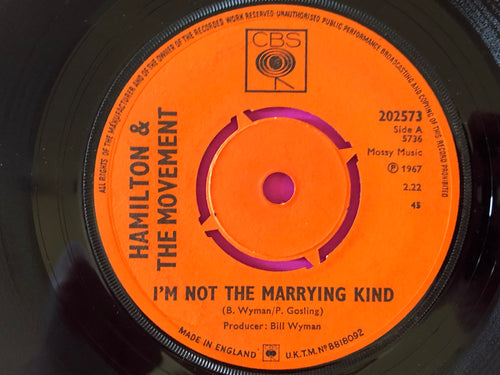 ALL RIGHTS OF THE MANUFACTURER AND OF THE OWNER OF THE RECORDED WORK RESERVED UNAUTHORISED PUBLIC PERFORMANCE BROADCASTING AND COPYING OF THIS RECORD PROHIBITED
CBS
HAMILTON &
THE MOVEMENT
202573
Side A
5736
Mossy Music
℗ 1967
2.22
45
I'M NOT THE MARRYING KIND
(B. Wyman/P. Gosling)
Producer: Bill Wyman
MADE IN ENGLAND U.K.T.M. Nº 8818092